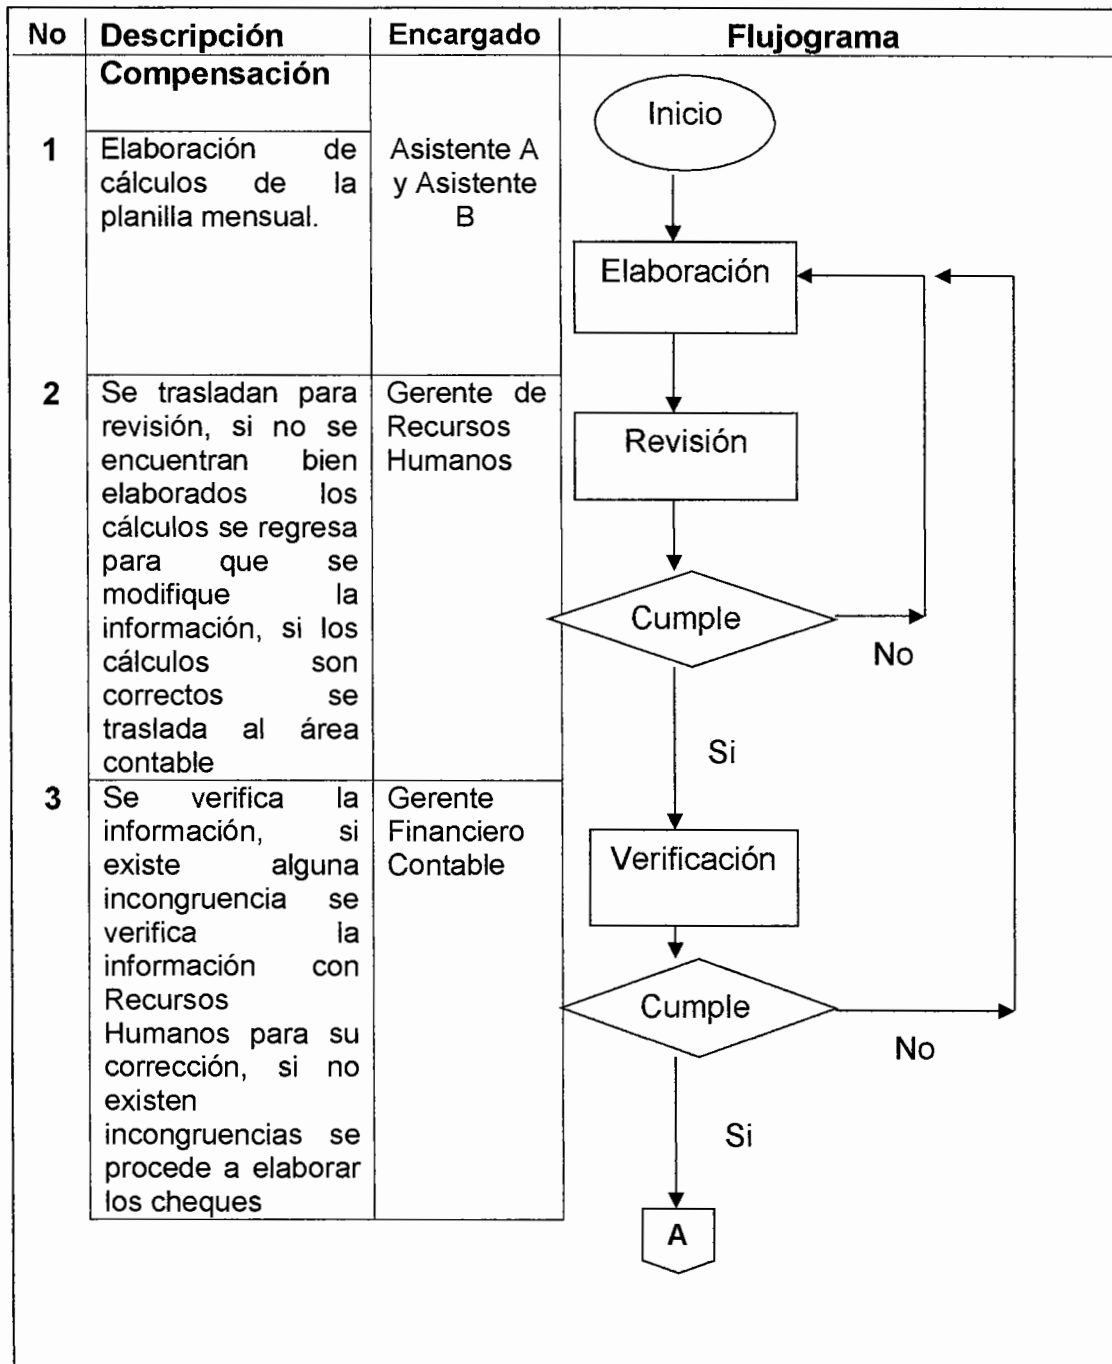 No Descripción Encargado Flujograma
Compensación
1 Elaboración de
cálculos de la
planilla mensual.
Asistente A
y Asistente
B
2 Se trasladan para
revisión, si no se
encuentran bien
elaborados los
cálculos se regresa
para que se
modifique la
información, si los
cálculos son
correctos se
traslada al área
contable
Gerente de
Recursos
Humanos
3 Se verifica la
información, si
existe alguna
incongruencia se
verifica la
información con
Recursos
Humanos para su
corrección, si no
existen
incongruencias se
procede a elaborar
los cheques
Gerente
Financiero
Contable
Inicio
Elaboración
Revisión
Cumple
No
Si
Verificación
Cumple
No
Si
A